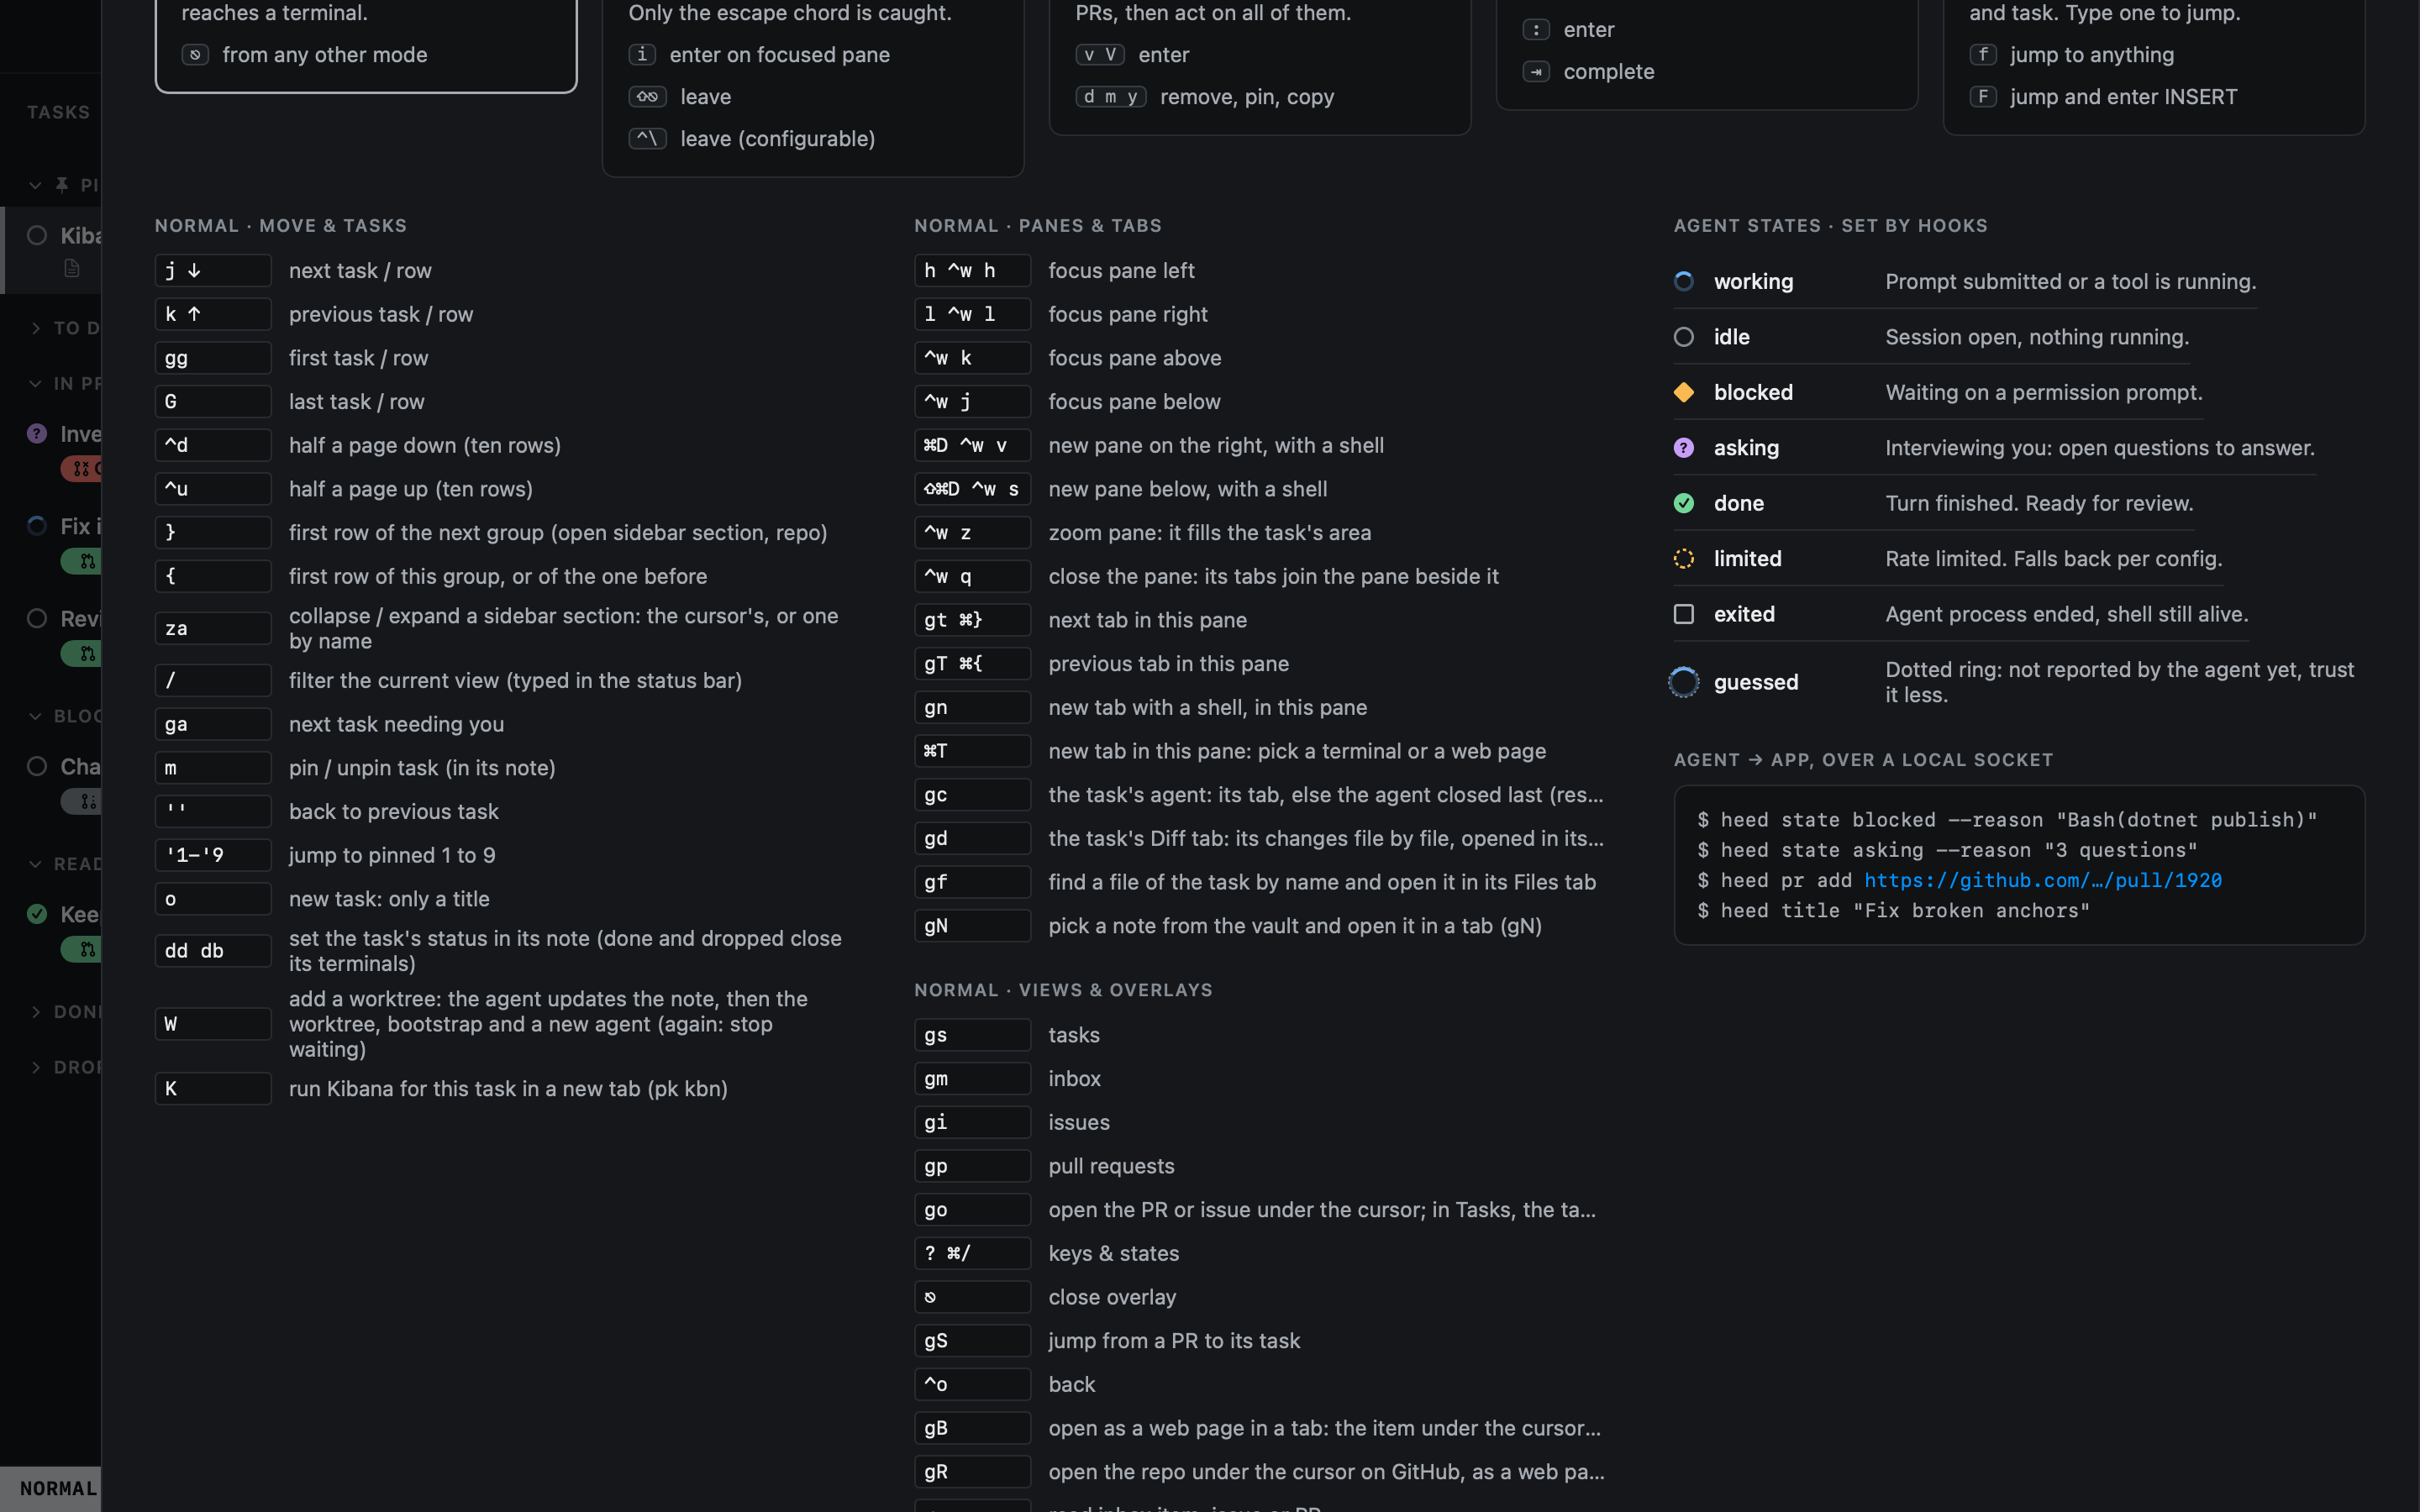 reaches a terminal.
⎋ from any other mode
Only the escape chord is caught.
i enter on focused pane
⇧⎋ leave
^\ leave (configurable)
PRs, then act on all of them.
v V enter
d m y remove, pin, copy
: enter
⇥ complete
and task. Type one to jump.
f jump to anything
F jump and enter INSERT
TASKS
PI
Kiba
TO D
IN PR
Inve
Fix i
Revi
BLOC
Cha
READ
Kee
DON
DROP
NORMAL
NORMAL · MOVE & TASKS
j ↓ next task / row
k ↑ previous task / row
gg first task / row
G last task / row
^d half a page down (ten rows)
^u half a page up (ten rows)
} first row of the next group (open sidebar section, repo)
{ first row of this group, or of the one before
za collapse / expand a sidebar section: the cursor's, or one
by name
/ filter the current view (typed in the status bar)
ga next task needing you
m pin / unpin task (in its note)
'' back to previous task
'1–'9 jump to pinned 1 to 9
o new task: only a title
dd db set the task's status in its note (done and dropped close
its terminals)
W add a worktree: the agent updates the note, then the
worktree, bootstrap and a new agent (again: stop
waiting)
K run Kibana for this task in a new tab (pk kbn)
NORMAL · PANES & TABS
h ^w h focus pane left
l ^w l focus pane right
^w k focus pane above
^w j focus pane below
⌘D ^w v new pane on the right, with a shell
⇧⌘D ^w s new pane below, with a shell
^w z zoom pane: it fills the task's area
^w q close the pane: its tabs join the pane beside it
gt ⌘} next tab in this pane
gT ⌘{ previous tab in this pane
gn new tab with a shell, in this pane
⌘T new tab in this pane: pick a terminal or a web page
gc the task's agent: its tab, else the agent closed last (res…
gd the task's Diff tab: its changes file by file, opened in its…
gf find a file of the task by name and open it in its Files tab
gN pick a note from the vault and open it in a tab (gN)
NORMAL · VIEWS & OVERLAYS
gs tasks
gm inbox
gi issues
gp pull requests
go open the PR or issue under the cursor; in Tasks, the ta…
? ⌘/ keys & states
⎋ close overlay
gS jump from a PR to its task
^o back
gB open as a web page in a tab: the item under the cursor…
gR open the repo under the cursor on GitHub, as a web pa…
AGENT STATES · SET BY HOOKS
working Prompt submitted or a tool is running.
idle Session open, nothing running.
blocked Waiting on a permission prompt.
asking Interviewing you: open questions to answer.
done Turn finished. Ready for review.
limited Rate limited. Falls back per config.
exited Agent process ended, shell still alive.
guessed Dotted ring: not reported by the agent yet, trust
it less.
AGENT → APP, OVER A LOCAL SOCKET
$ heed state blocked --reason "Bash(dotnet publish)"
$ heed state asking --reason "3 questions"
$ heed pr add https://github.com/…/pull/1920
$ heed title "Fix broken anchors"